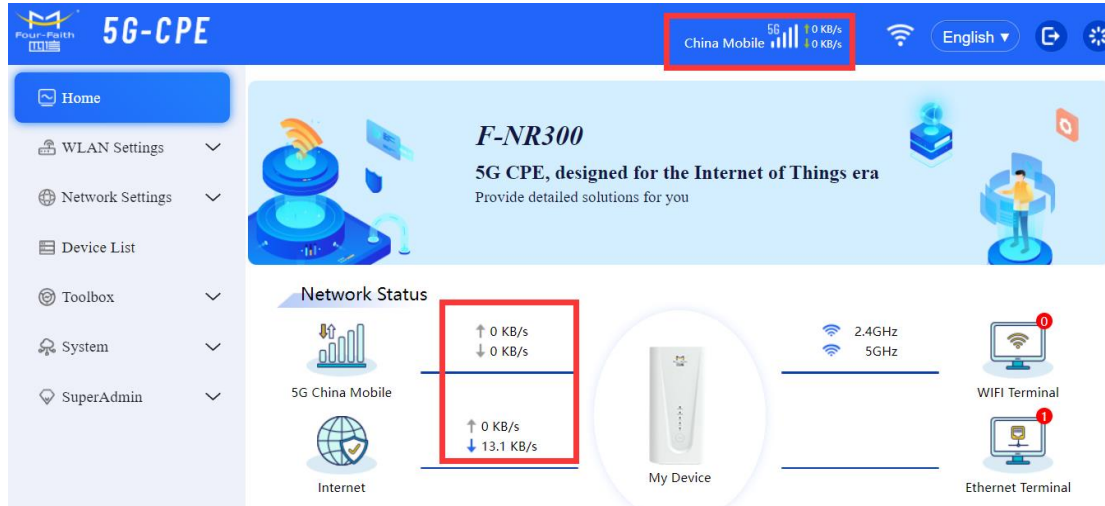 Four-Faith
四信
5G-CPE
5G
China Mobile
↑0 KB/s
↓0 KB/s
English ▼
Home
WLAN Settings
Network Settings
Device List
Toolbox
System
SuperAdmin
F-NR300
5G CPE, designed for the Internet of Things era
Provide detailed solutions for you
Network Status
↑ 0 KB/s
↓ 0 KB/s
5G China Mobile
↑ 0 KB/s
↓ 13.1 KB/s
Internet
My Device
2.4GHz
5GHz
0
WIFI Terminal
1
Ethernet Terminal